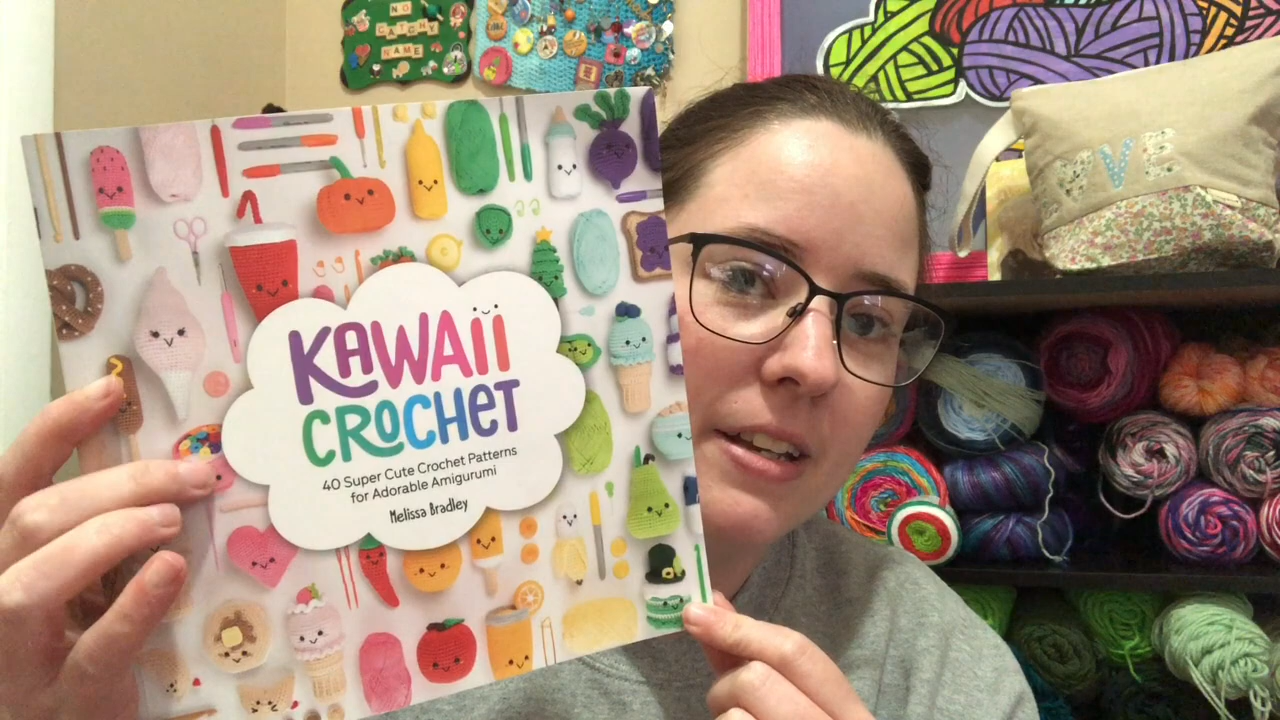 NO
CATCHY
NAME
LOVE
KAWAII
CROCHET
40 Super Cute Crochet Patterns
for Adorable Amigurumi
Melissa Bradley